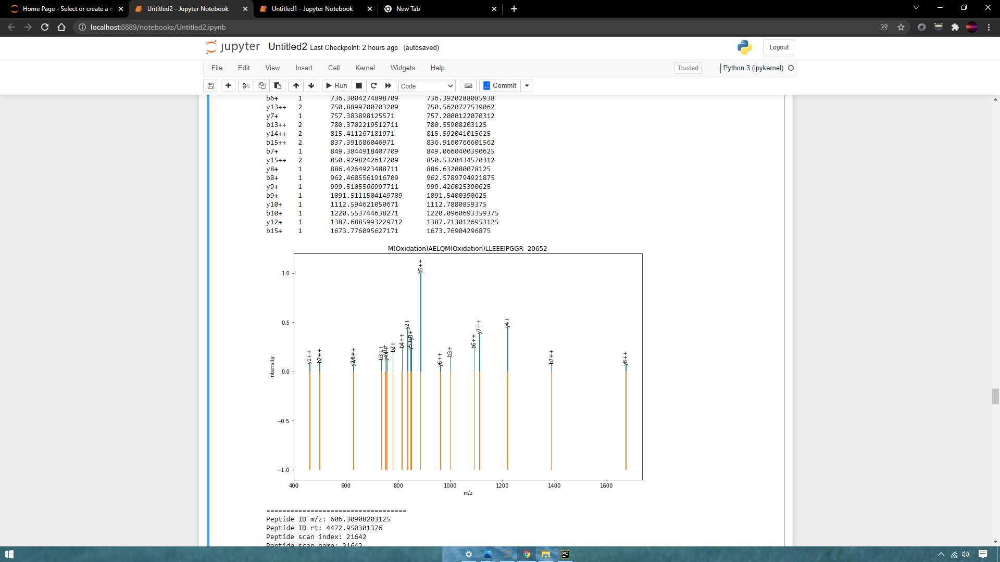 Home Page - Select or create a n
Untitled2 - Jupyter Notebook
Untitled1 - Jupyter Notebook
New Tab
localhost:8889/notebooks/Untitled2.ipynb
jupyter Untitled2 Last Checkpoint: 2 hours ago (autosaved)
Logout
File Edit View Insert Cell Kernel Widgets Help
Trusted
Python 3 (ipykernel)
Run
Code
Commit
b6+ 1 736.3004274898709 736.3920288085938
y13++ 2 750.8899700703209 750.5620727539062
y7+ 1 757.383898125571 757.2000122070312
b13++ 2 780.3702219512711 780.55908203125
y14++ 2 815.411267181971 815.592041015625
b15++ 2 837.391686046971 836.9160766601562
b7+ 1 849.3844918407709 849.0660400390625
y15++ 2 850.9298242617209 850.5320434570312
y8+ 1 886.4264923488711 886.632080078125
b8+ 1 962.4685561916709 962.5789794921875
y9+ 1 999.5105566997711 999.426025390625
b9+ 1 1091.5111504149709 1091.5400390625
y10+ 1 1112.594621050671 1112.7880859375
b10+ 1 1220.553744638271 1220.0960693359375
y12+ 1 1387.6885993229712 1387.7130126953125
b15+ 1 1673.776095627171 1673.76904296875
M(Oxidation)AELQM(Oxidation)LLEEEIPGGR 20652
1.0
0.5
0.0
−0.5
−1.0
intensity
y1++
b2++
b3++
b2+
b4++
y2+
b5++
y6++
b3+
b6++
y7++
y4+
b7++
y8++
400 600 800 1000 1200 1400 1600
m/z
===================================
Peptide ID m/z: 606.30908203125
Peptide ID rt: 4472.950301376
Peptide scan index: 21642
Peptide scan name: 21642
PC